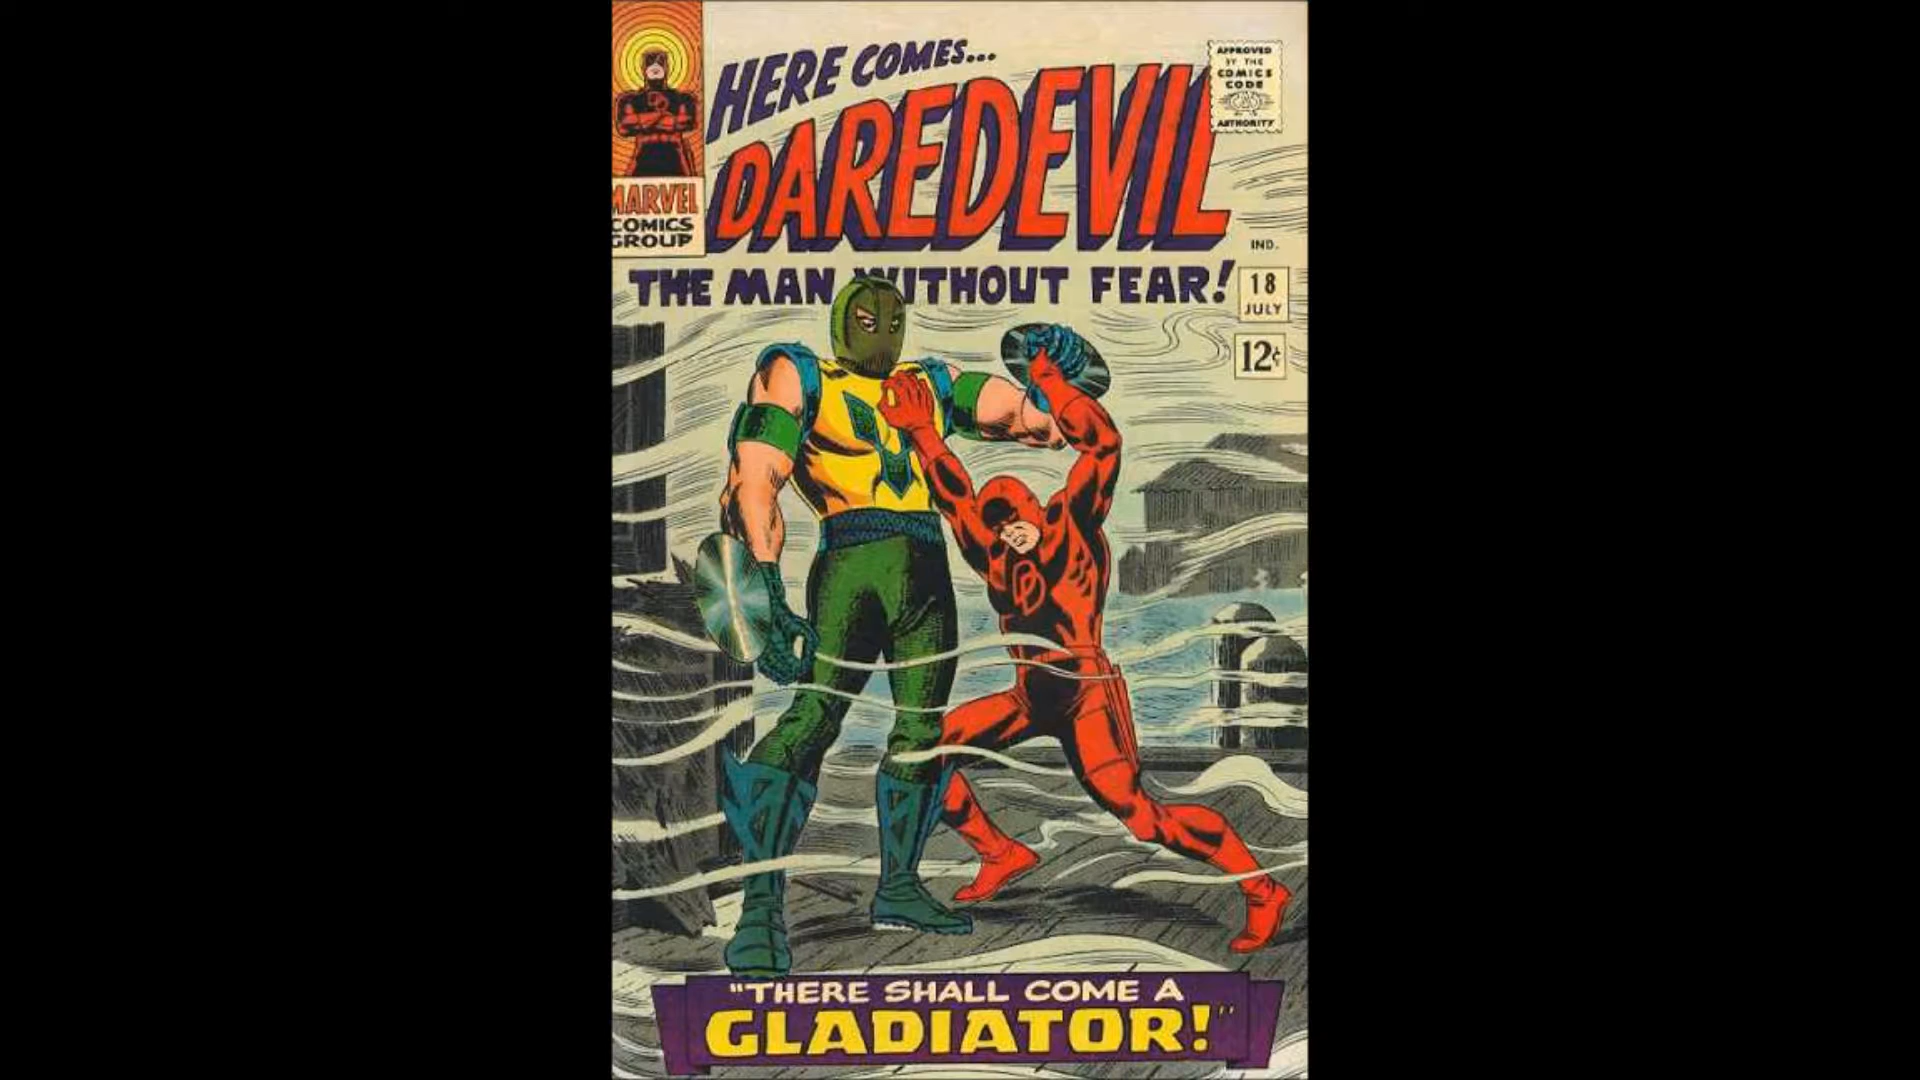 HERE COMES...
DAREDEVIL
APPROVED
BY THE
COMICS
CODE
AUTHORITY
MARVEL
COMICS
GROUP
IND.
THE MAN WITHOUT FEAR!
18
JULY
12¢
DD
"THERE SHALL COME A
GLADIATOR!"